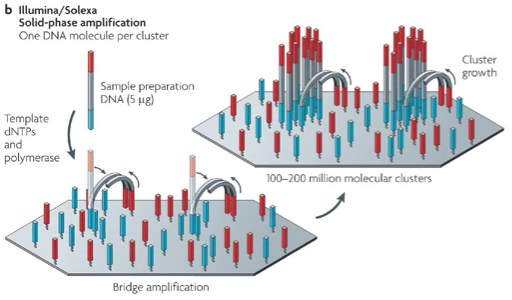 b Illumina/Solexa
Solid-phase amplification
One DNA molecule per cluster
Sample preparation
DNA (5 µg)
Template
dNTPs
and
polymerase
Bridge amplification
Cluster
growth
100–200 million molecular clusters